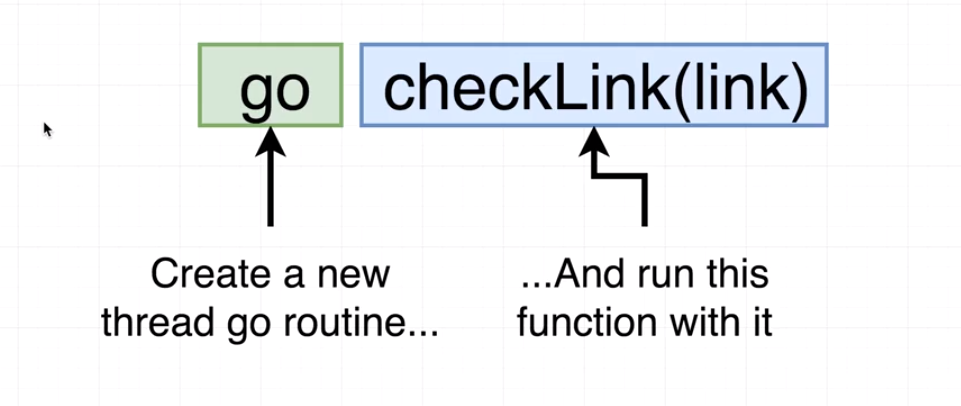 go checkLink(link)
Create a new
thread go routine...
...And run this
function with it